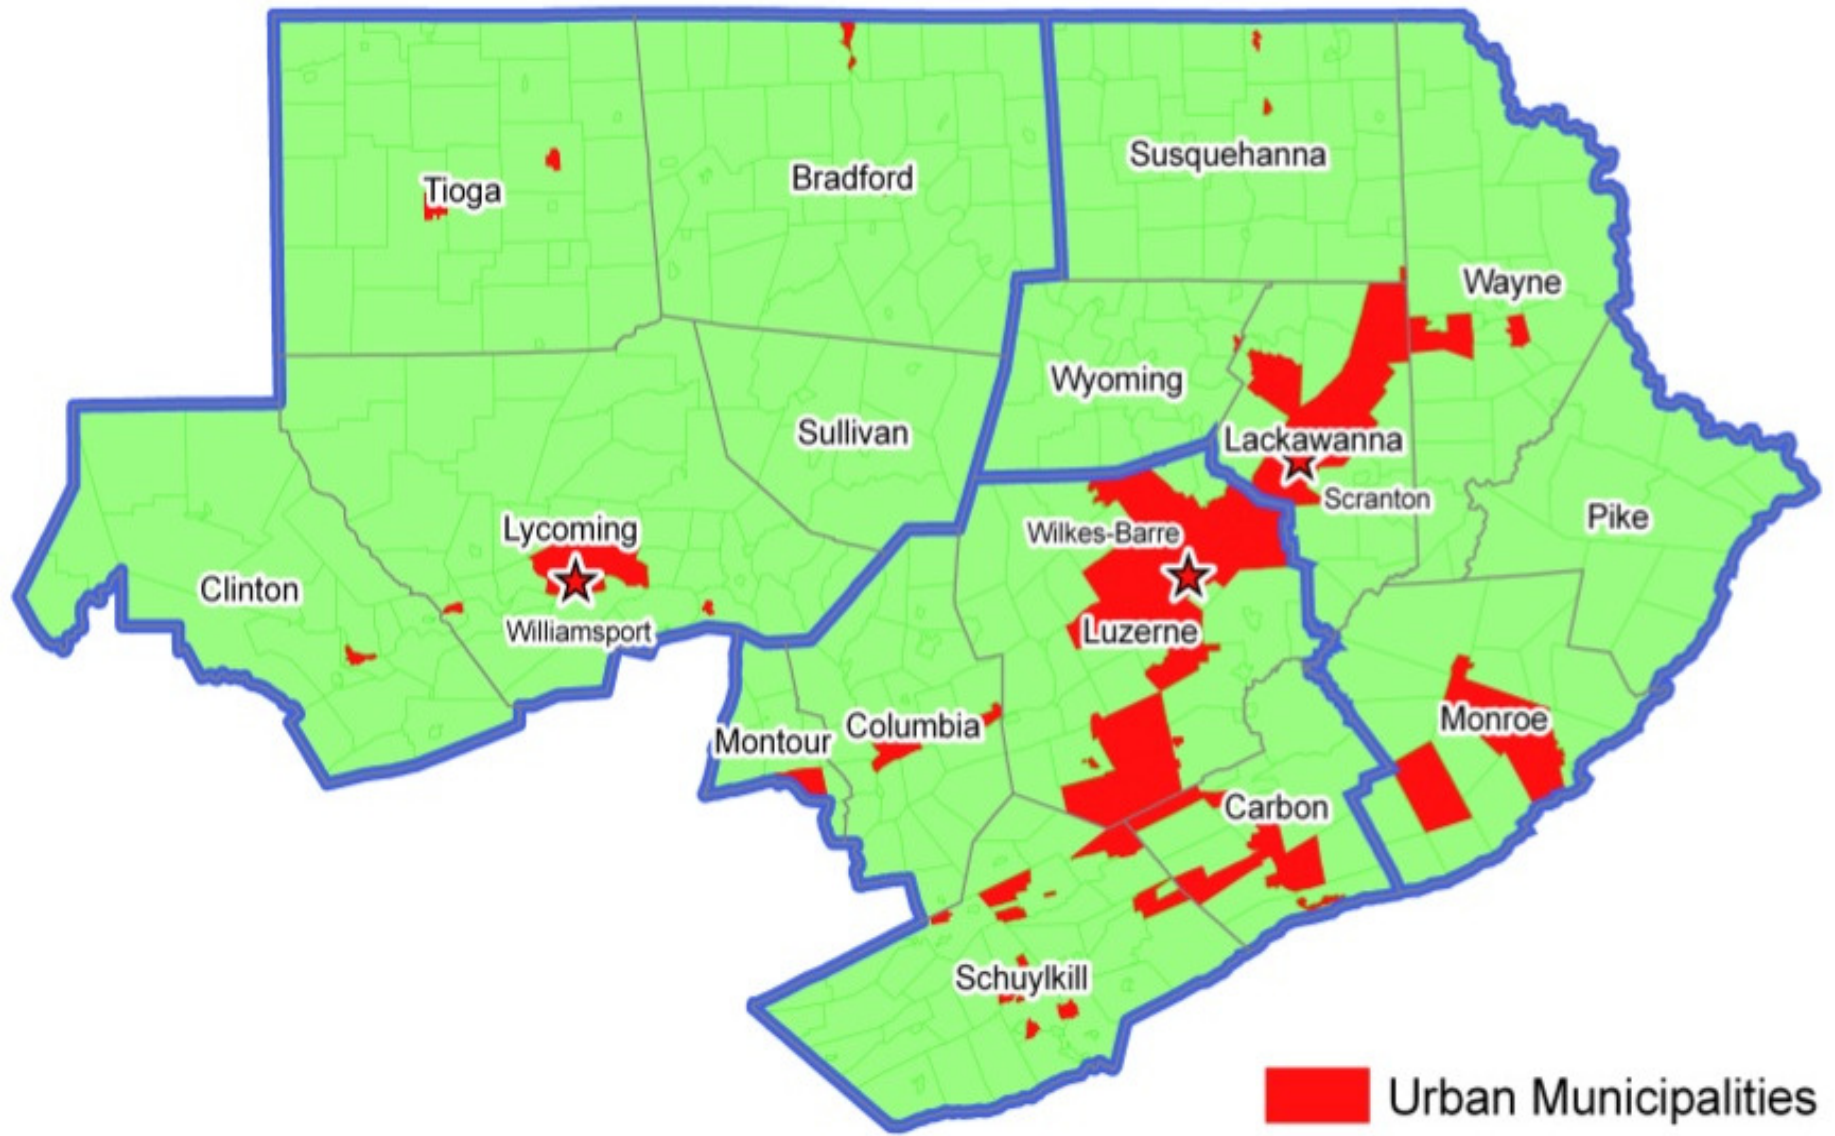 Susquehanna
Bradford
Tioga
Wayne
Wyoming
Sullivan
Lackawanna
Scranton
Pike
Lycoming
Wilkes-Barre
Clinton
Williamsport
Luzerne
Monroe
Columbia
Montour
Carbon
Schuylkill
Urban Municipalities